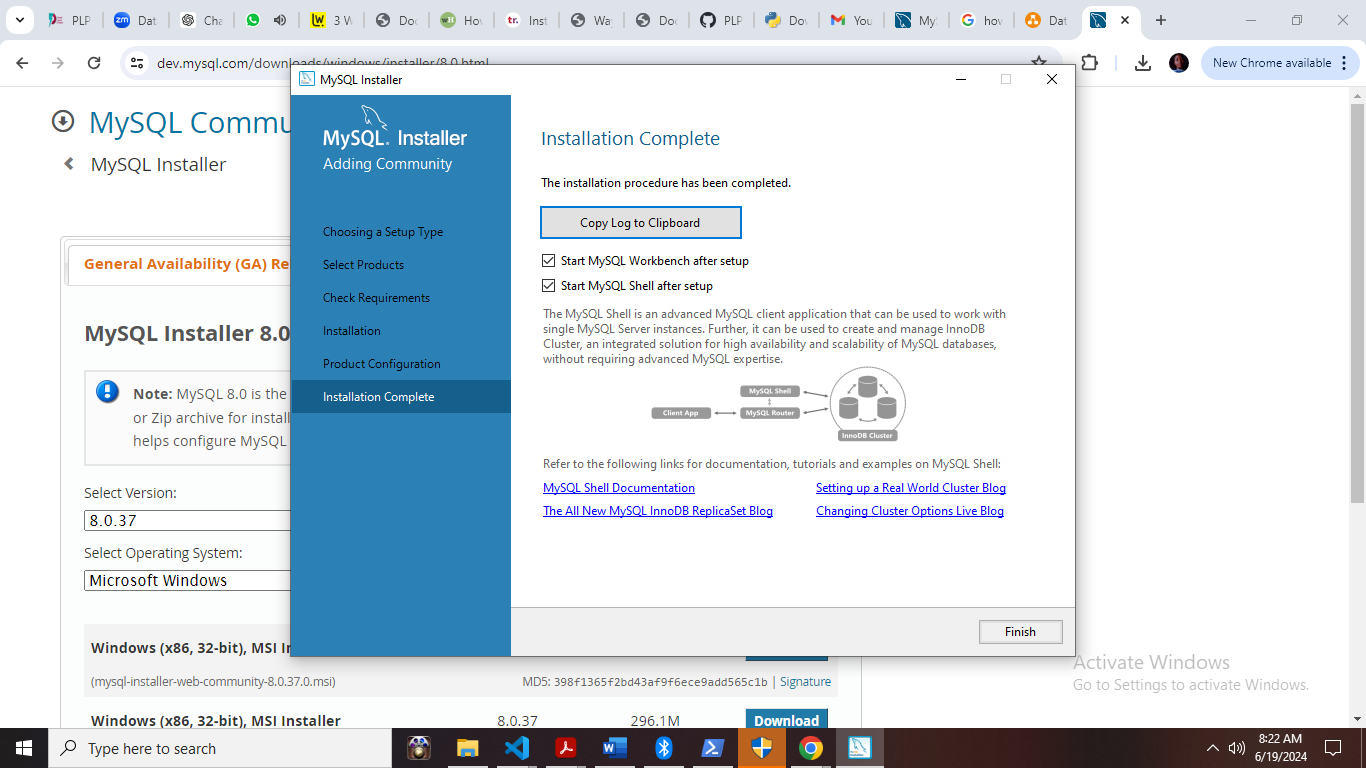 PLP
Dat
Cha
3 W
Doc
Hov
Inst
Way
Doc
PLP
Dov
You
My
how
Dat
dev.mysql.com/downloads/windows/installer/8.0.html
New Chrome available
MySQL Commu
MySQL Installer
General Availability (GA) Re
MySQL Installer 8.0
Note: MySQL 8.0 is the
or Zip archive for install
helps configure MySQL
Select Version:
8.0.37
Select Operating System:
Microsoft Windows
Windows (x86, 32-bit), MSI In
(mysql-installer-web-community-8.0.37.0.msi)
MD5: 398f1365f2bd43af9f6ece9add565c1b | Signature
Windows (x86, 32-bit), MSI Installer
8.0.37
296.1M
Download
MySQL Installer
MySQL. Installer
Adding Community
Choosing a Setup Type
Select Products
Check Requirements
Installation
Product Configuration
Installation Complete
Installation Complete
The installation procedure has been completed.
Copy Log to Clipboard
Start MySQL Workbench after setup
Start MySQL Shell after setup
The MySQL Shell is an advanced MySQL client application that can be used to work with
single MySQL Server instances. Further, it can be used to create and manage InnoDB
Cluster, an integrated solution for high availability and scalability of MySQL databases,
without requiring advanced MySQL expertise.
MySQL Shell
Client App
MySQL Router
InnoDB Cluster
Refer to the following links for documentation, tutorials and examples on MySQL Shell:
MySQL Shell Documentation
Setting up a Real World Cluster Blog
The All New MySQL InnoDB ReplicaSet Blog
Changing Cluster Options Live Blog
Finish
Activate Windows
Go to Settings to activate Windows.
Type here to search
8:22 AM
6/19/2024